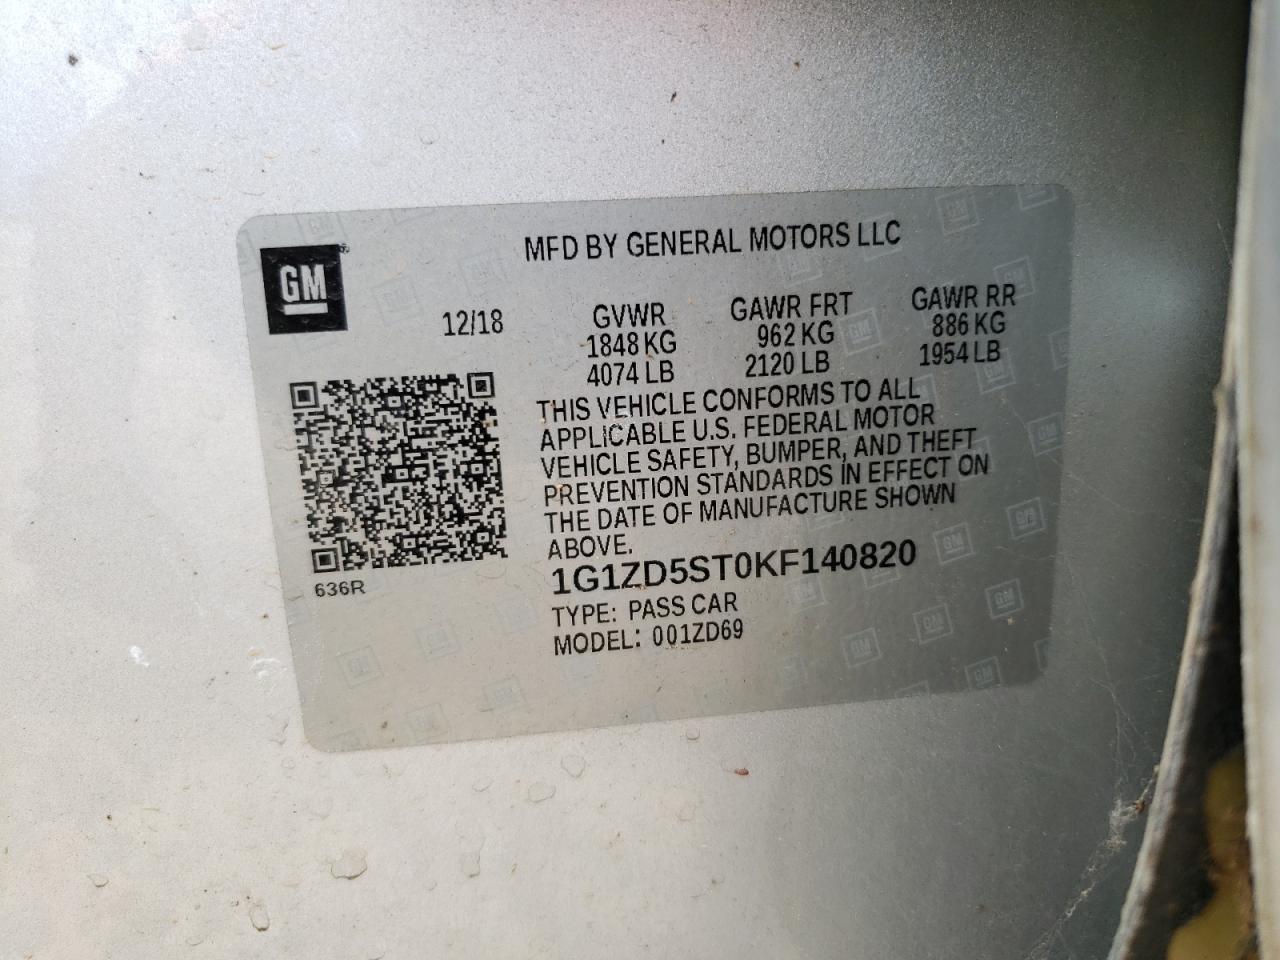 MFD BY GENERAL MOTORS LLC
GM
12/18
GVWR GAWR FRT GAWR RR
1848 KG 962 KG 886 KG
4074 LB 2120 LB 1954 LB
THIS VEHICLE CONFORMS TO ALL
APPLICABLE U.S. FEDERAL MOTOR
VEHICLE SAFETY, BUMPER, AND THEFT
PREVENTION STANDARDS IN EFFECT ON
THE DATE OF MANUFACTURE SHOWN
ABOVE.
636R
1G1ZD5ST0KF140820
TYPE: PASS CAR
MODEL: 001ZD69